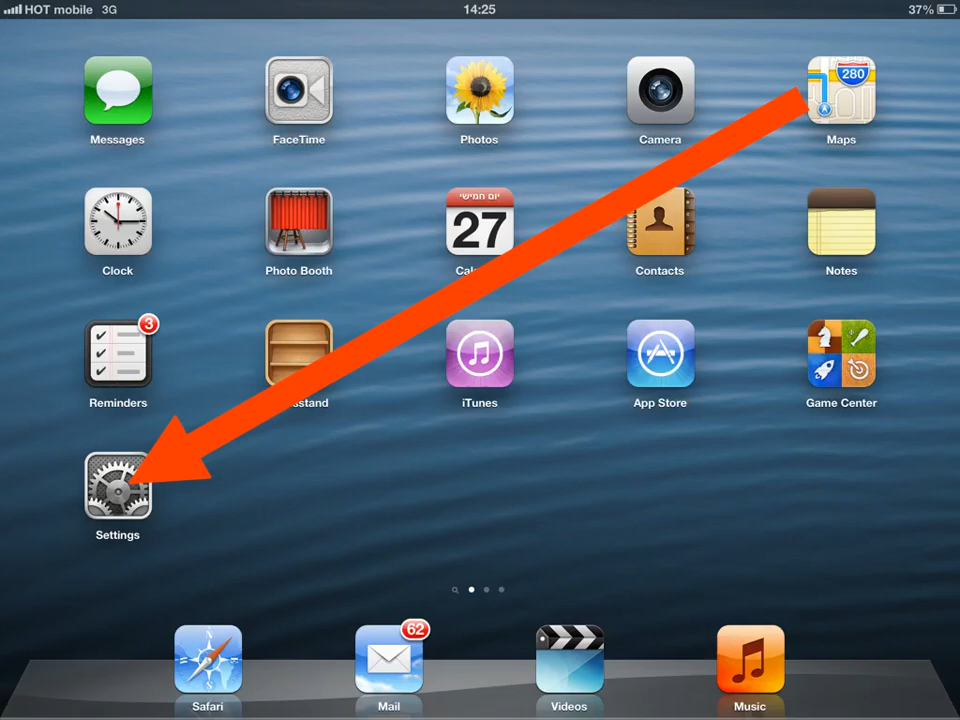 HOT mobile 3G 14:25 37%
280
Messages FaceTime Photos Camera Maps
יום חמישי
27
Clock Photo Booth Contacts Notes
3
Reminders iTunes App Store Game Center
Settings
62
Safari Mail Videos Music